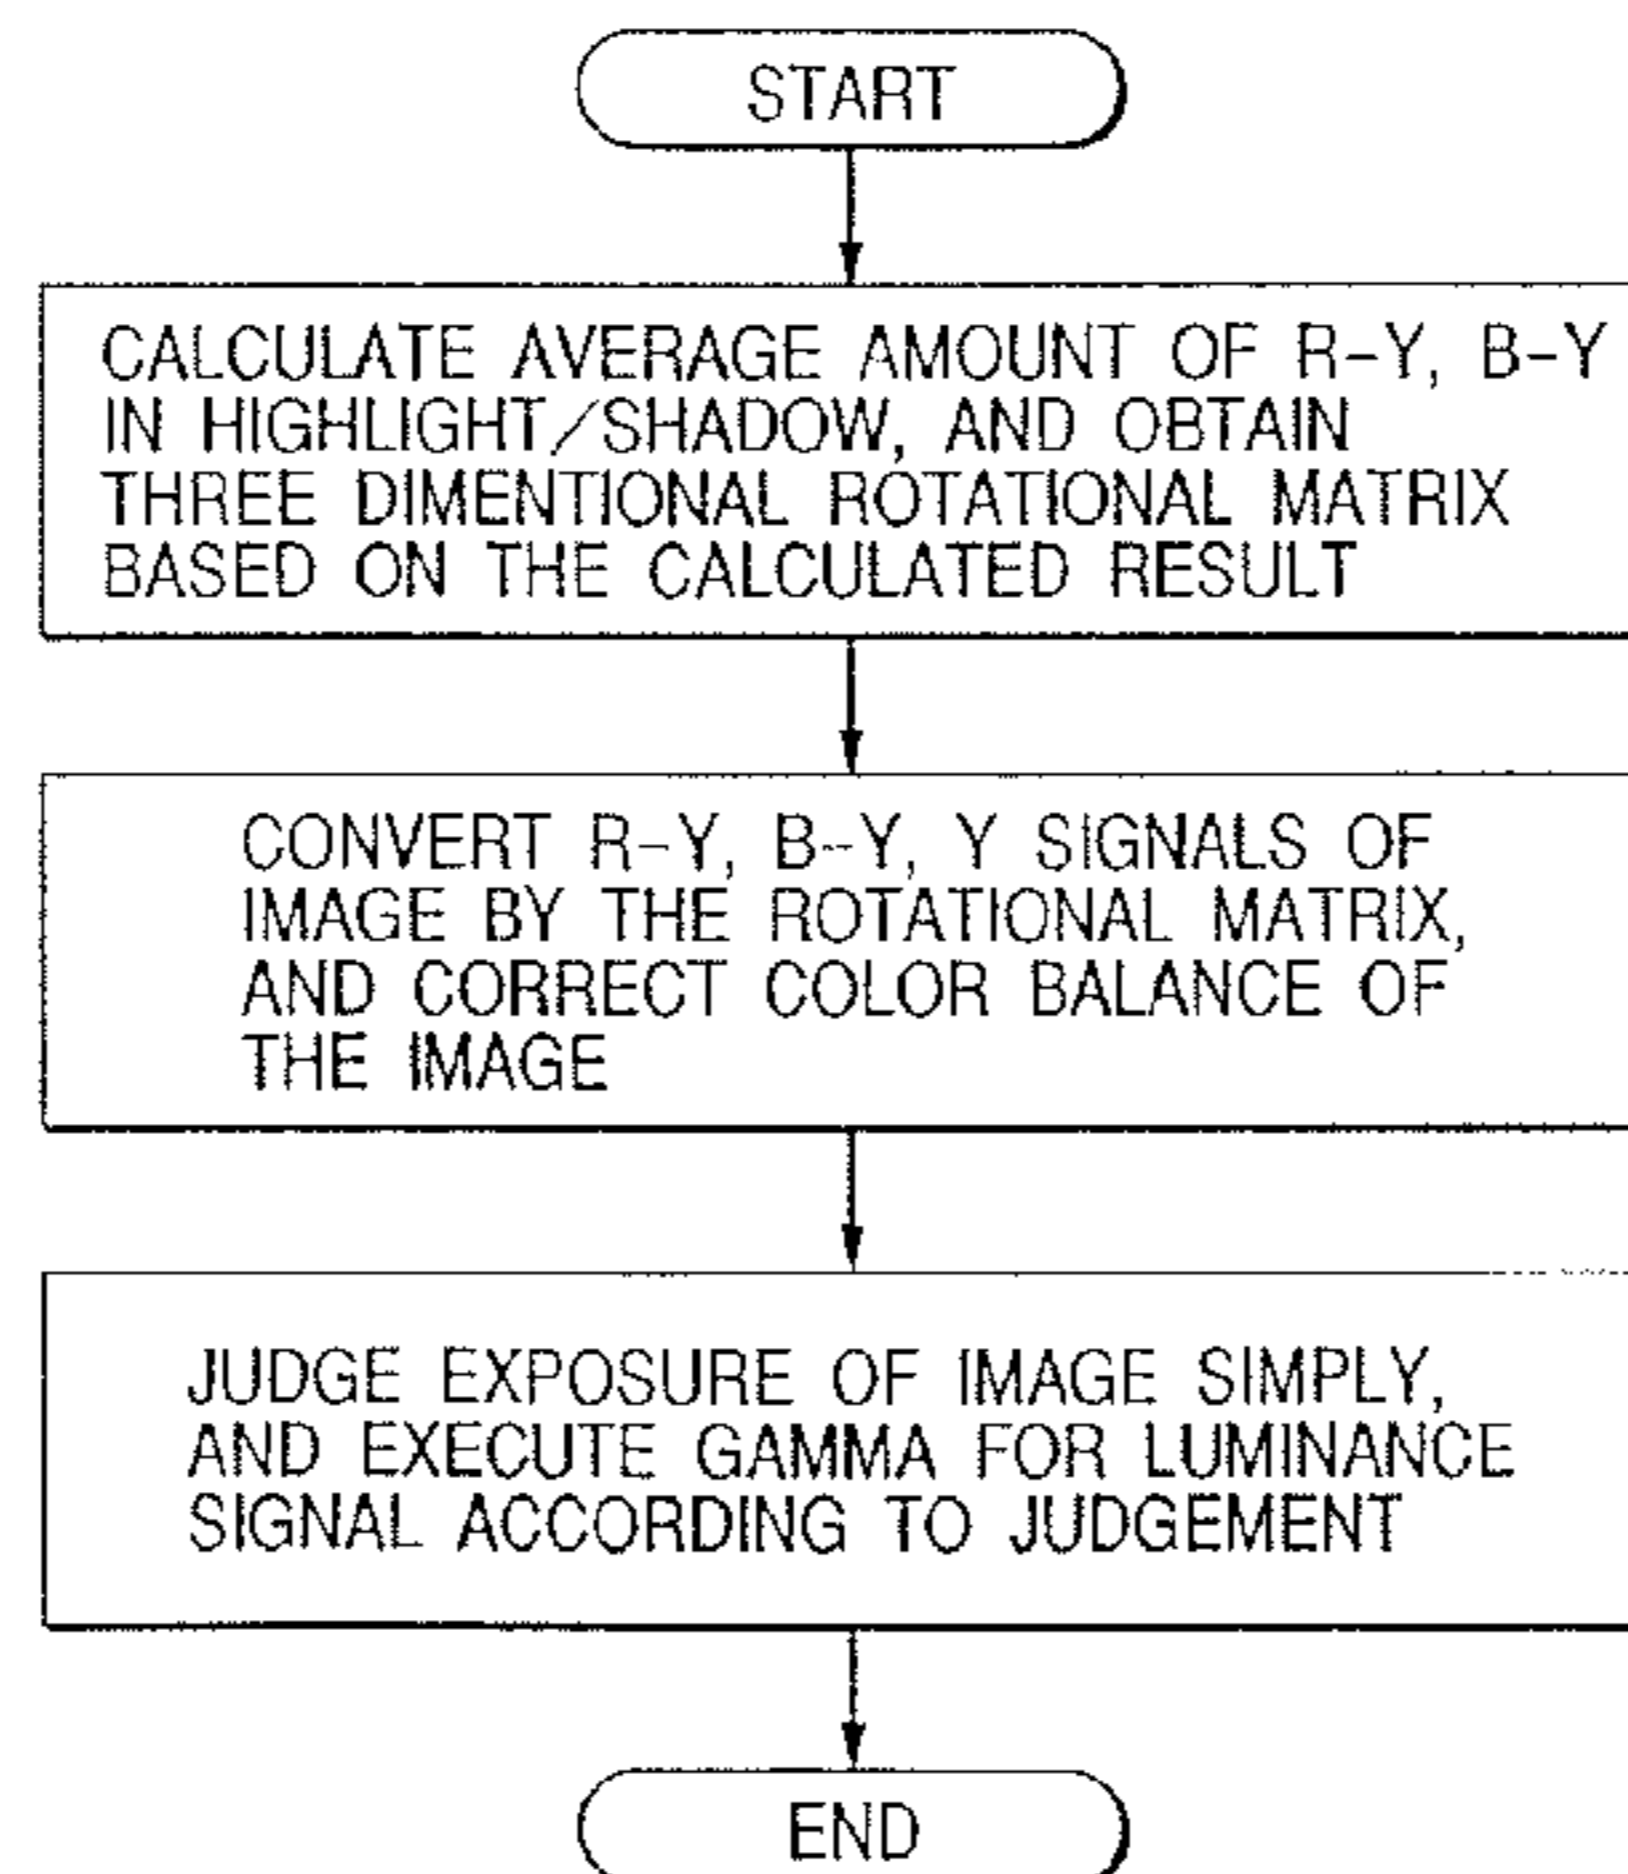 START
CALCULATE AVERAGE AMOUNT OF R-Y, B-Y
IN HIGHLIGHT/SHADOW, AND OBTAIN
THREE DIMENTIONAL ROTATIONAL MATRIX
BASED ON THE CALCULATED RESULT
CONVERT R-Y, B-Y, Y SIGNALS OF
IMAGE BY THE ROTATIONAL MATRIX,
AND CORRECT COLOR BALANCE OF
THE IMAGE
JUDGE EXPOSURE OF IMAGE SIMPLY,
AND EXECUTE GAMMA FOR LUMINANCE
SIGNAL ACCORDING TO JUDGEMENT
END